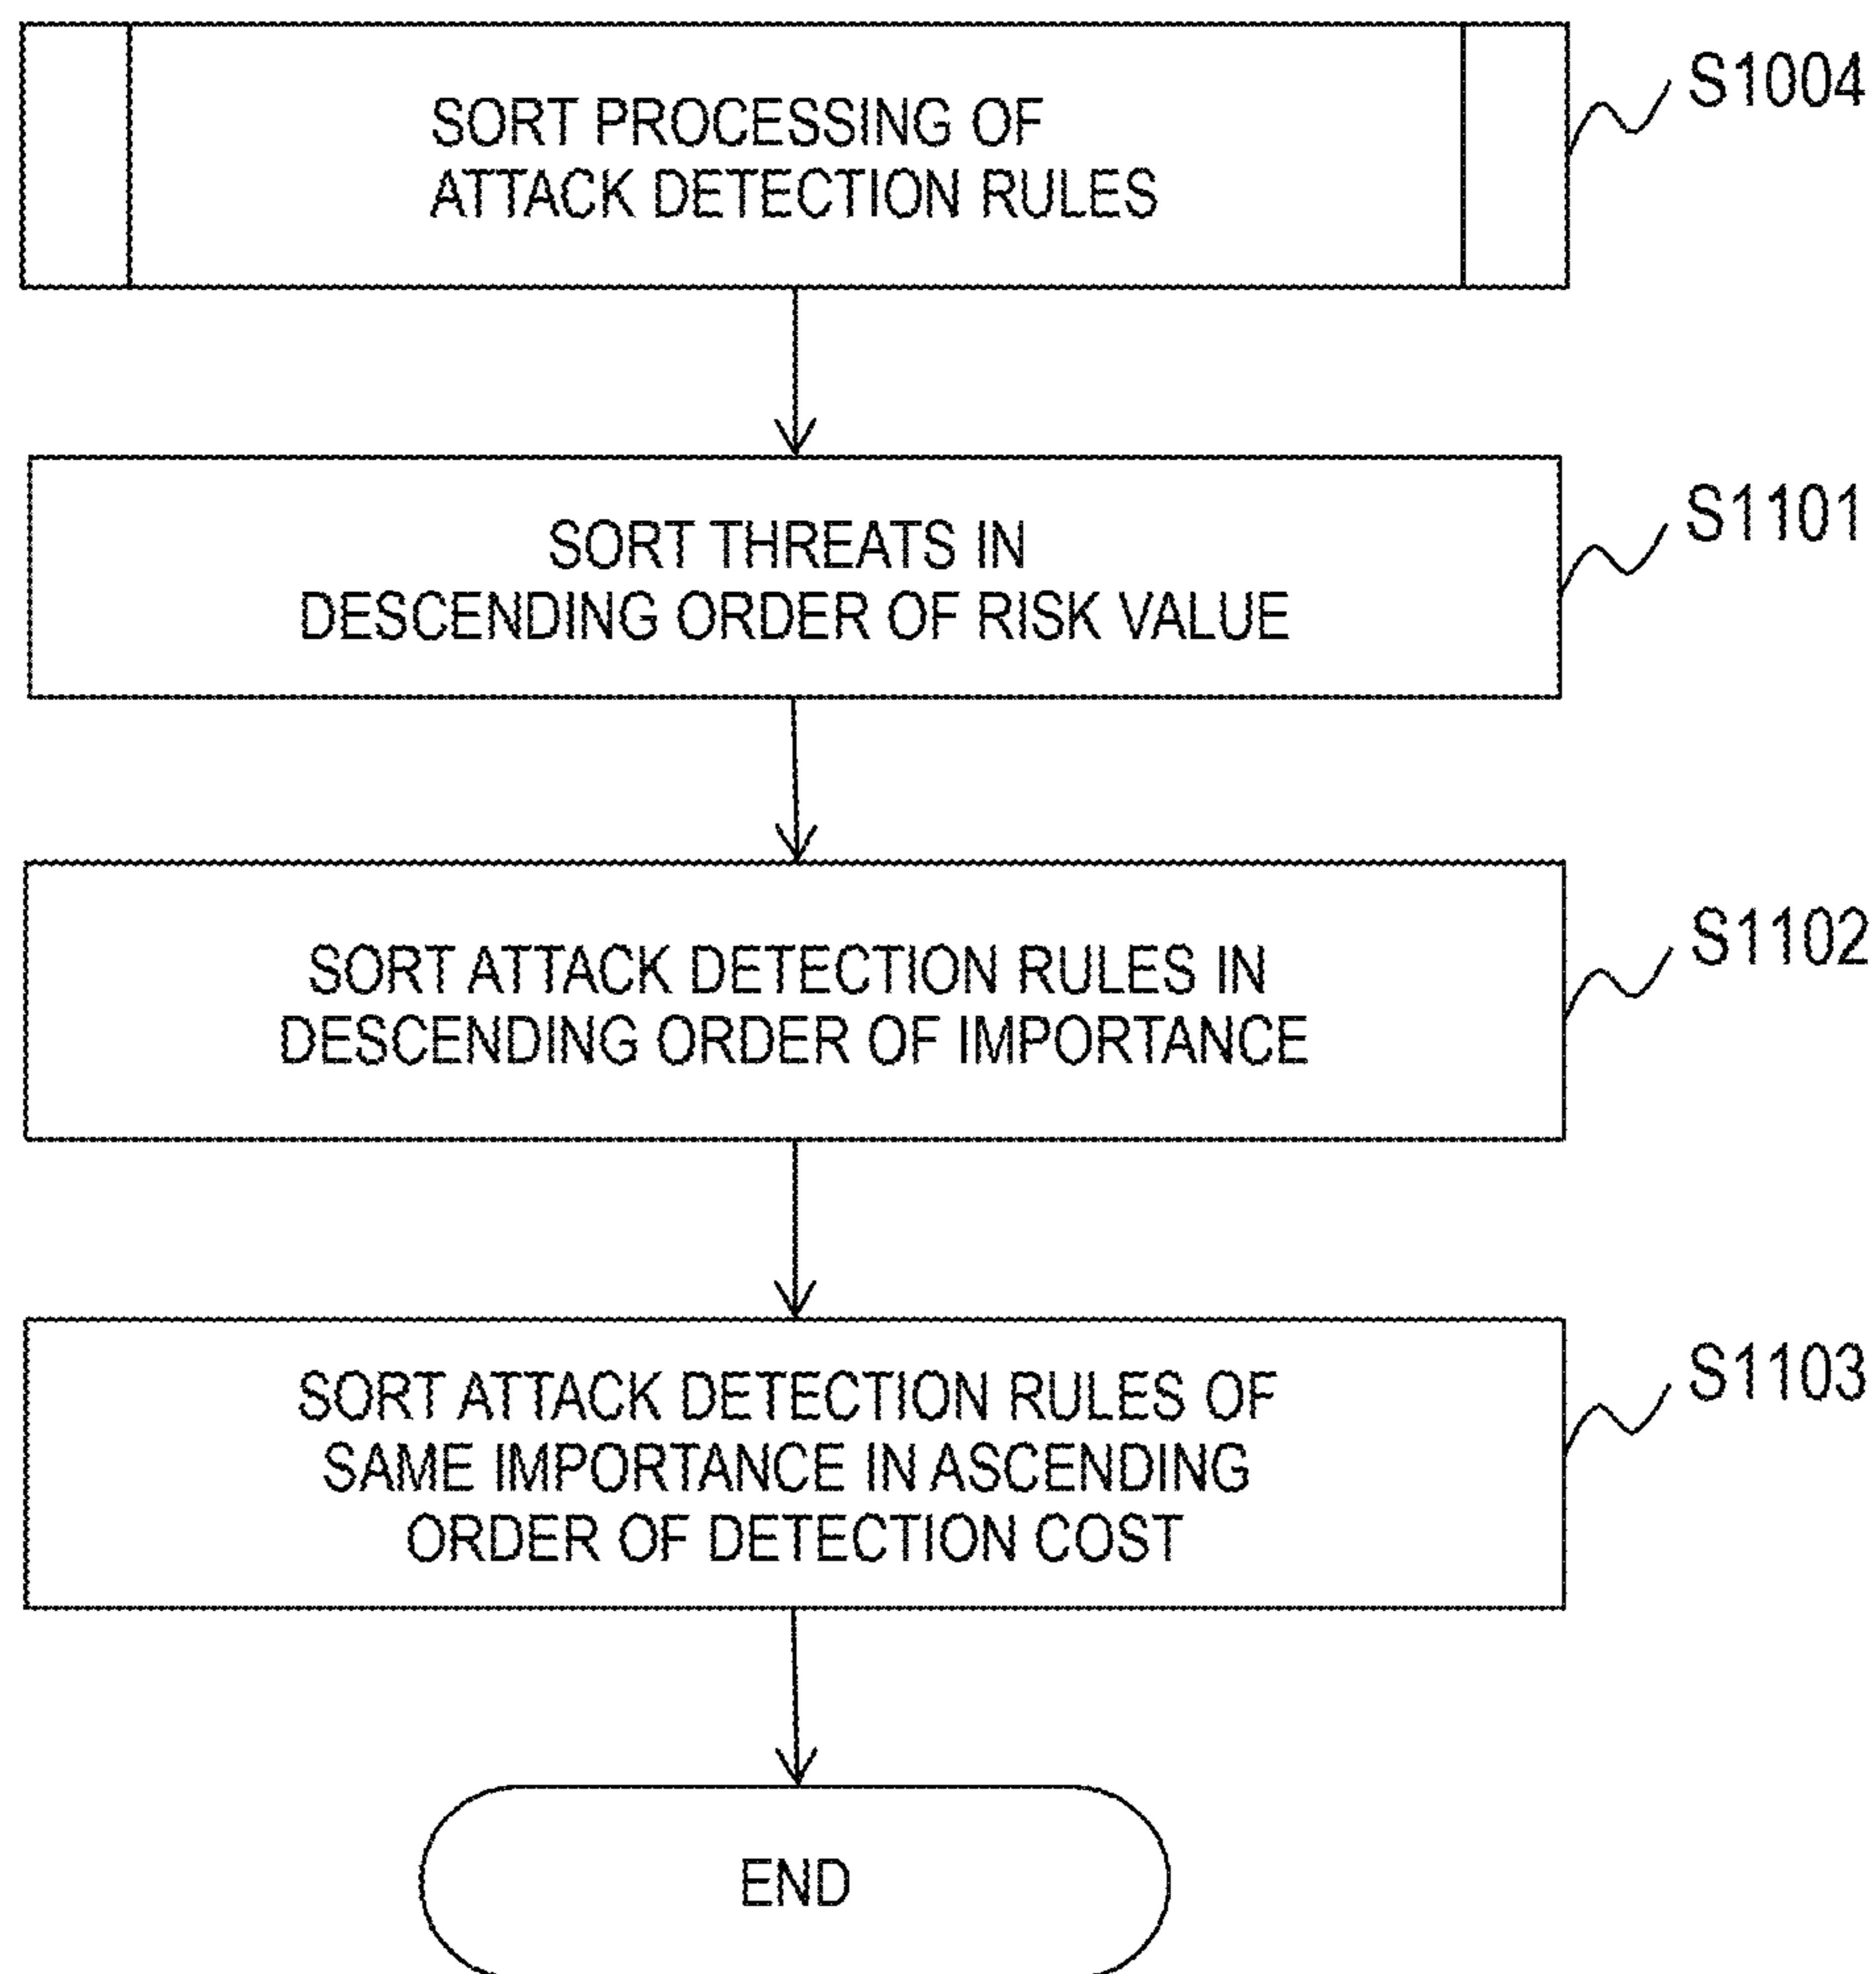 SORT PROCESSING OF
ATTACK DETECTION RULES
S1004
SORT THREATS IN
DESCENDING ORDER OF RISK VALUE
S1101
SORT ATTACK DETECTION RULES IN
DESCENDING ORDER OF IMPORTANCE
S1102
SORT ATTACK DETECTION RULES OF
SAME IMPORTANCE IN ASCENDING
ORDER OF DETECTION COST
S1103
END